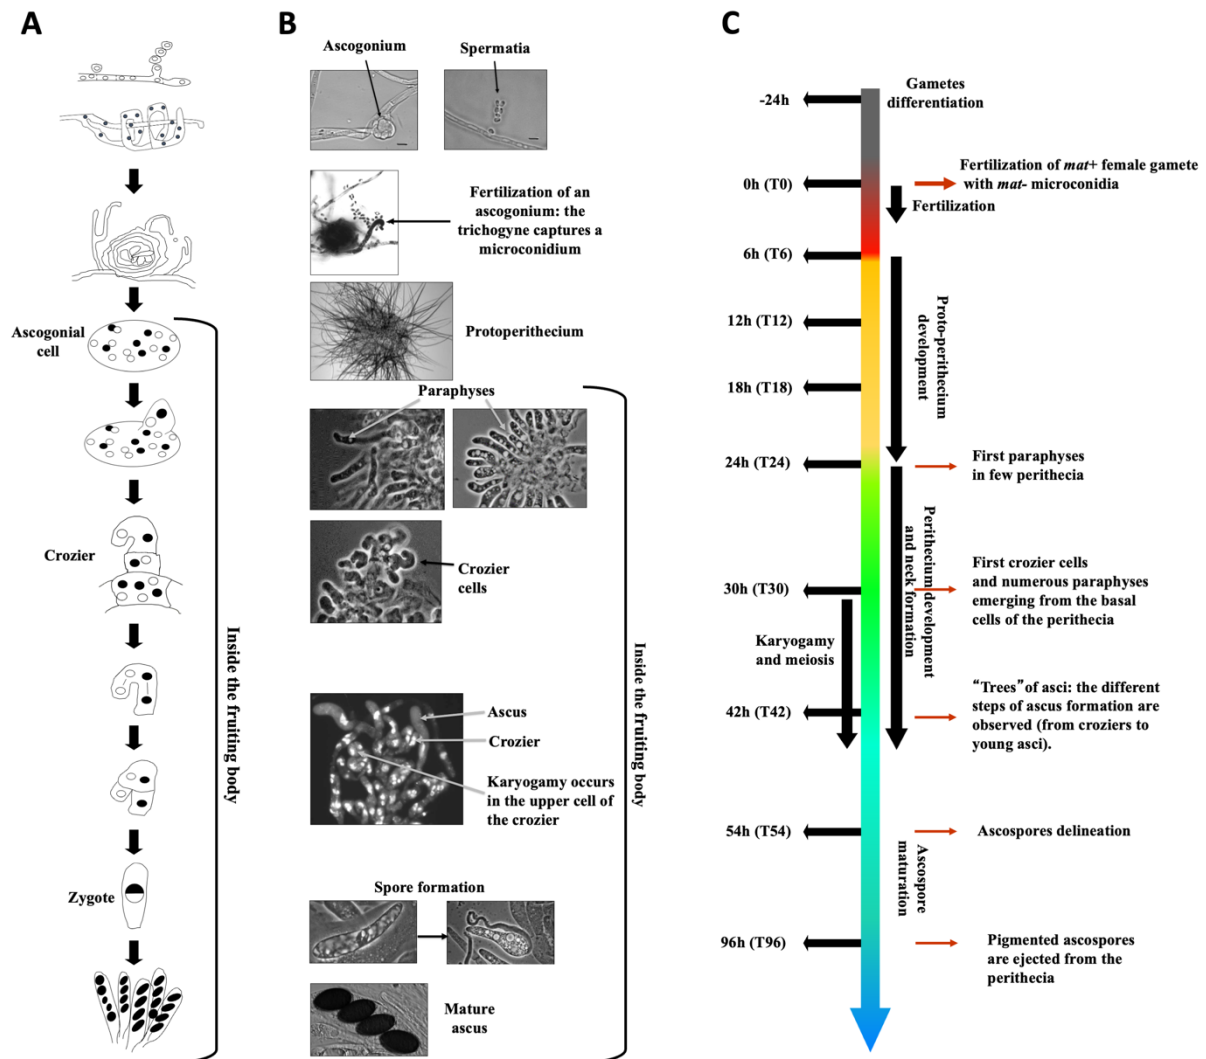 A
Ascogonial
cell
Crozier
Zygote
Inside the fruiting body
B
Ascogonium
Spermatia
Fertilization of an
ascogonium: the
trichogyne captures a
microconidium
Protoperithecium
Paraphyses
Crozier
cells
Ascus
Crozier
Karyogamy occurs
in the upper cell of
the crozier
Spore formation
Mature
ascus
Inside the fruiting body
C
-24h
Gametes
differentiation
0h (T0)
Fertilization of mat+ female gamete
with mat- microconidia
Fertilization
6h (T6)
12h (T12)
18h (T18)
Proto-perithecium
development
24h (T24)
First paraphyses
in few perithecia
30h (T30)
Perithecium development
and neck formation
First crozier cells
and numerous paraphyses
emerging from the basal
cells of the perithecia
Karyogamy
and meiosis
42h (T42)
“Trees” of asci: the different
steps of ascus formation are
observed (from croziers to
young asci).
54h (T54)
Ascospores delineation
Ascospore
maturation
96h (T96)
Pigmented ascospores
are ejected from the
perithecia